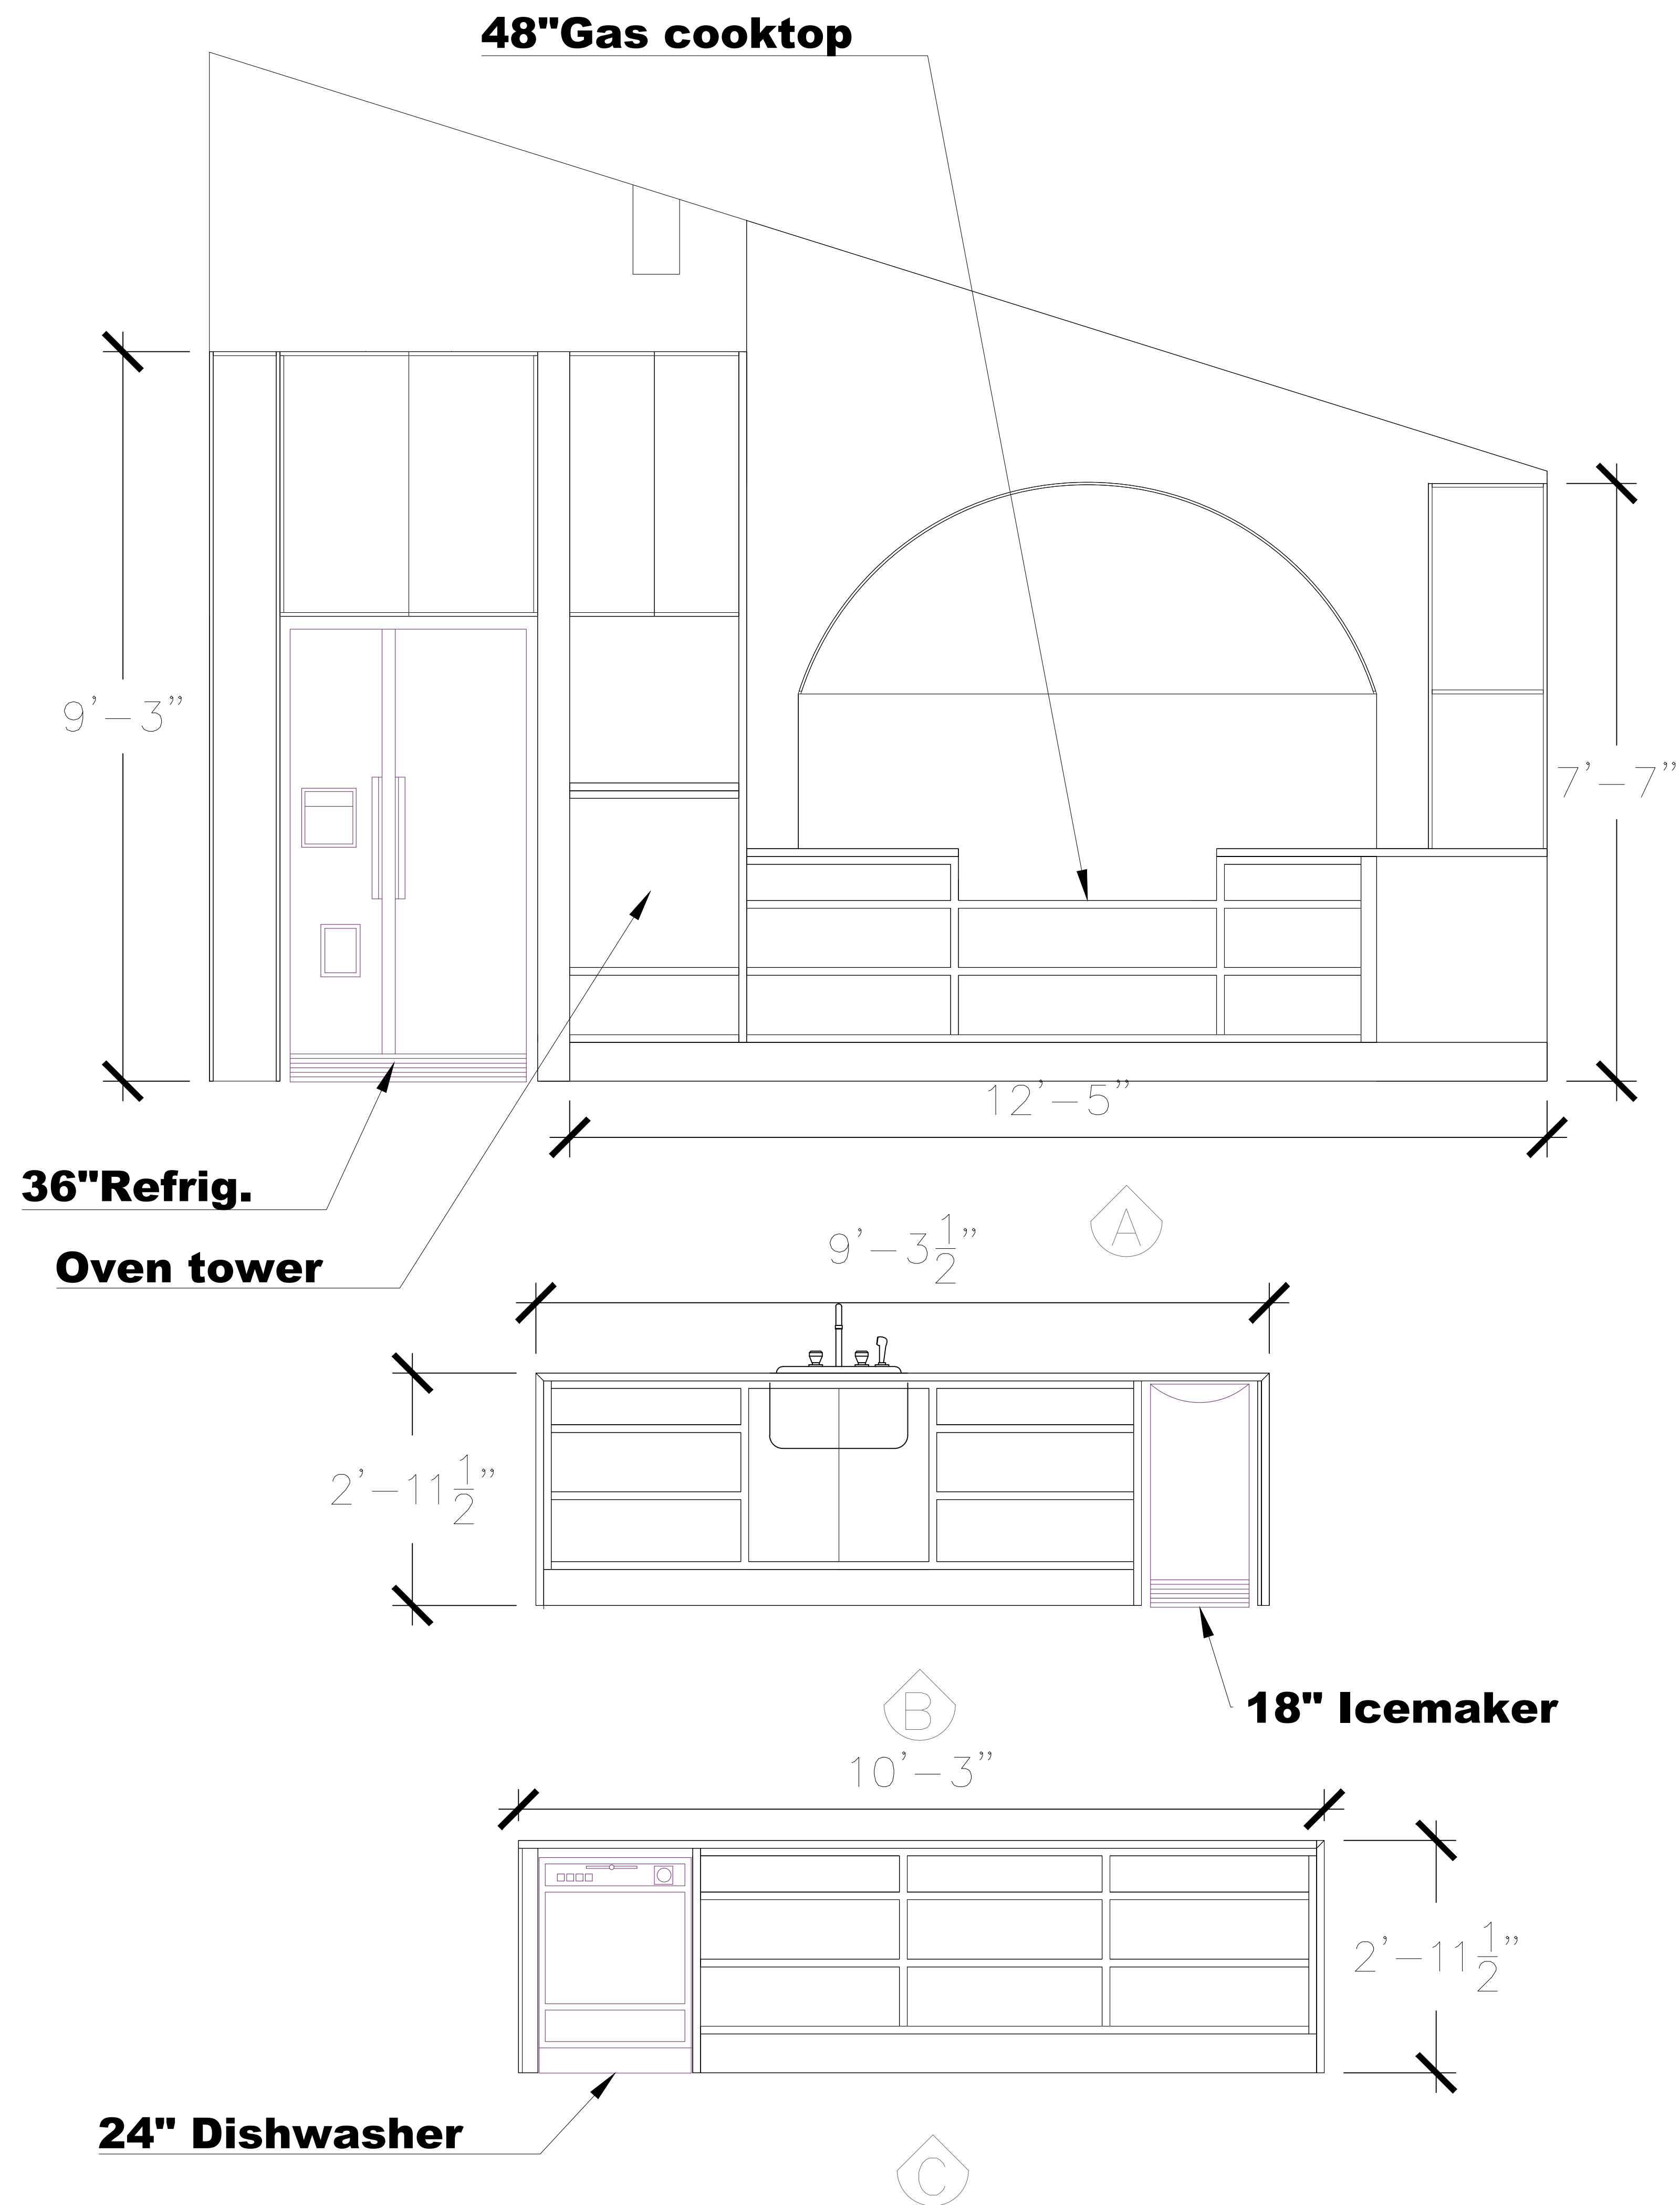 48"Gas cooktop
9'-3"
7'-7"
12'-5"
36"Refrig.
A
9'-3 1/2"
Oven tower
2'-11 1/2"
18" Icemaker
B
10'-3"
2'-11 1/2"
24" Dishwasher
C